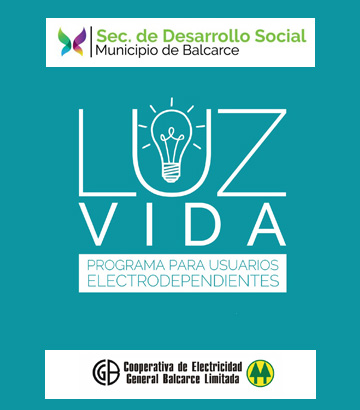 Sec. de Desarrollo Social
Municipio de Balcarce
LUZ
VIDA
PROGRAMA PARA USUARIOS
ELECTRODEPENDIENTES
CGB
Cooperativa de Electricidad
General Balcarce Limitada